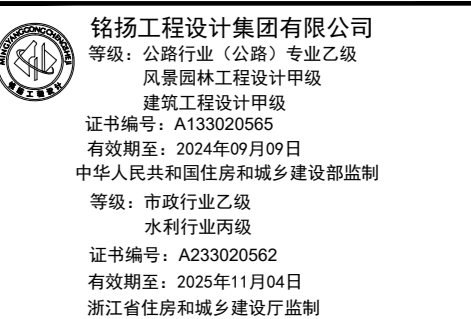 铭扬工程设计集团有限公司
等级：公路行业（公路）专业乙级
风景园林工程设计甲级
建筑工程设计甲级
证书编号：A133020565
有效期至：2024年09月09日
中华人民共和国住房和城乡建设部监制
等级：市政行业乙级
水利行业丙级
证书编号：A233020562
有效期至：2025年11月04日
浙江省住房和城乡建设厅监制
铭扬工程设计